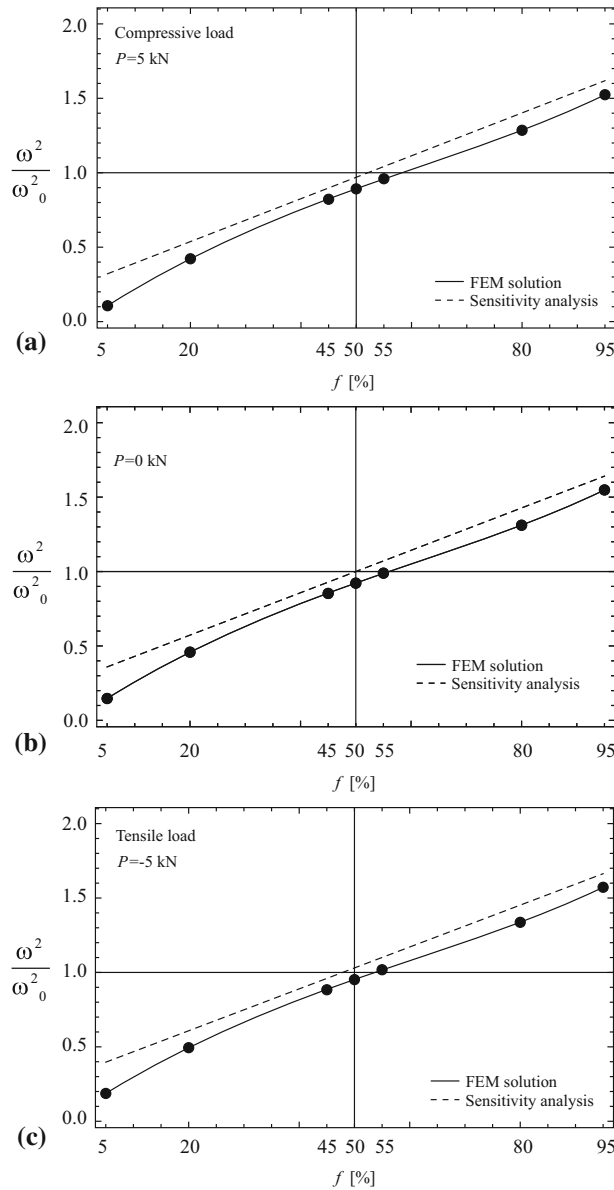 2.0
Compressive load
P=5 kN
1.5
ω²/ω²₀
1.0
0.5
FEM solution
Sensitivity analysis
0.0
(a)
5 20 45 50 55 80 95
f [%]
2.0
P=0 kN
1.5
ω²/ω²₀
1.0
0.5
FEM solution
Sensitivity analysis
0.0
(b)
5 20 45 50 55 80 95
f [%]
2.0
Tensile load
P=-5 kN
1.5
ω²/ω²₀
1.0
0.5
FEM solution
Sensitivity analysis
0.0
(c)
5 20 45 50 55 80 95
f [%]